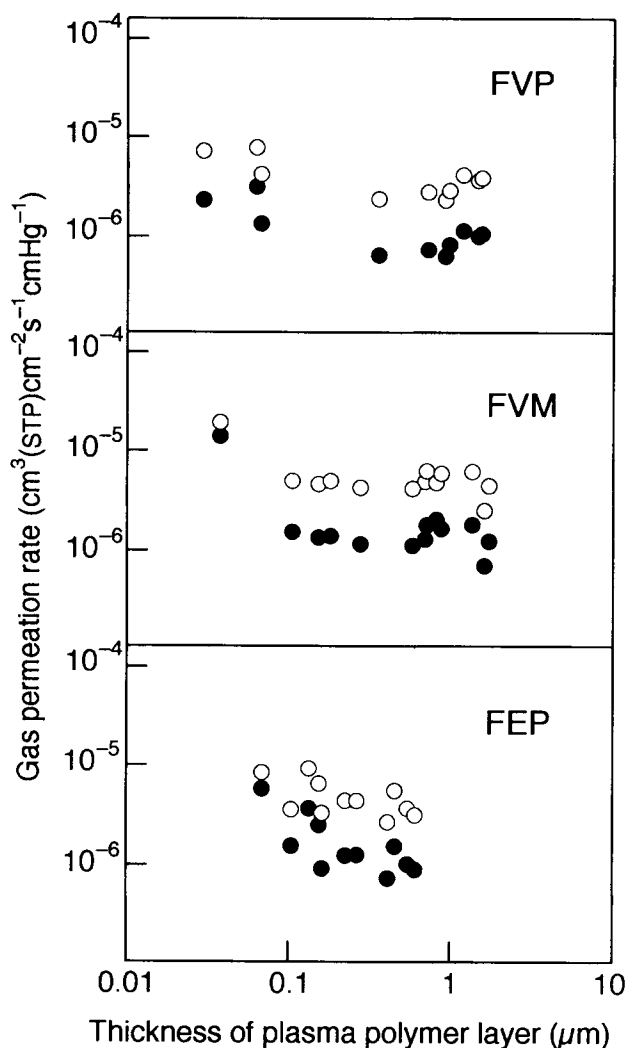 Gas permeation rate (cm³(STP)cm⁻²s⁻¹cmHg⁻¹
10⁻⁴
FVP
10⁻⁵
10⁻⁶
10⁻⁴
FVM
10⁻⁵
10⁻⁶
10⁻⁴
FEP
10⁻⁵
10⁻⁶
0.01 0.1 1 10
Thickness of plasma polymer layer (μm)